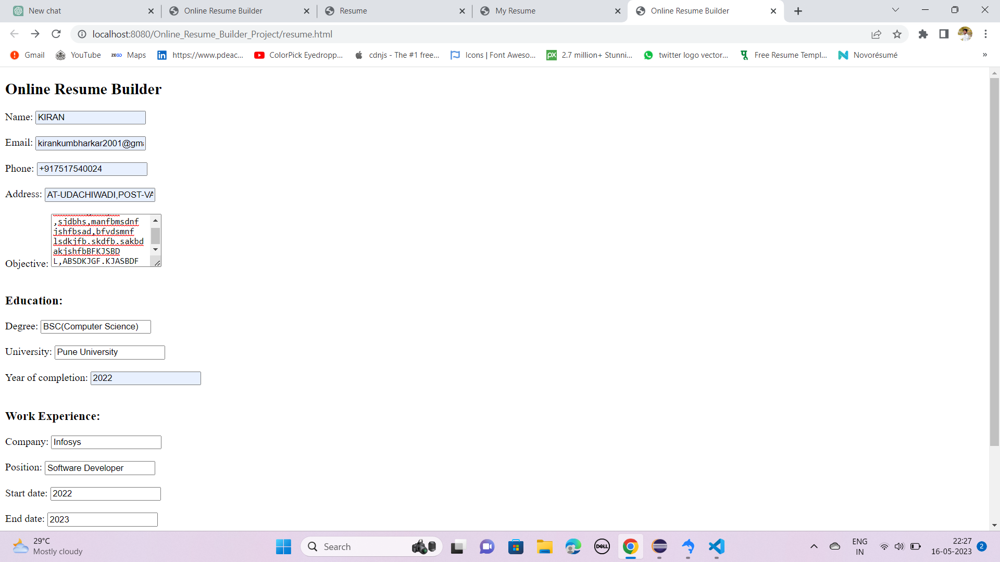 New chat
Online Resume Builder
Resume
My Resume
Online Resume Builder
localhost:8080/Online_Resume_Builder_Project/resume.html
Gmail
YouTube
ZEGO
Maps
https://www.pdeac...
ColorPick Eyedropp...
cdnjs - The #1 free...
Icons | Font Aweso...
px
2.7 million+ Stunni...
twitter logo vector...
Free Resume Templ...
Novorésumé
»
Online Resume Builder
Name: KIRAN
Email: kirankumbharkar2001@gma
Phone: +917517540024
Address: AT-UDACHIWADI,POST-VA
,sjdbhs,manfbmsdnf
jshfbsad,bfvdsmnf
lsdkjfb.skdfb.sakbd
akjshfbBFKJSBD
L,ABSDKJGF.KJASBDF
Objective:
Education:
Degree: BSC(Computer Science)
University: Pune University
Year of completion: 2022
Work Experience:
Company: Infosys
Position: Software Developer
Start date: 2022
End date: 2023
29°C
Mostly cloudy
Search
DELL
ENG
IN
22:27
16-05-2023
2